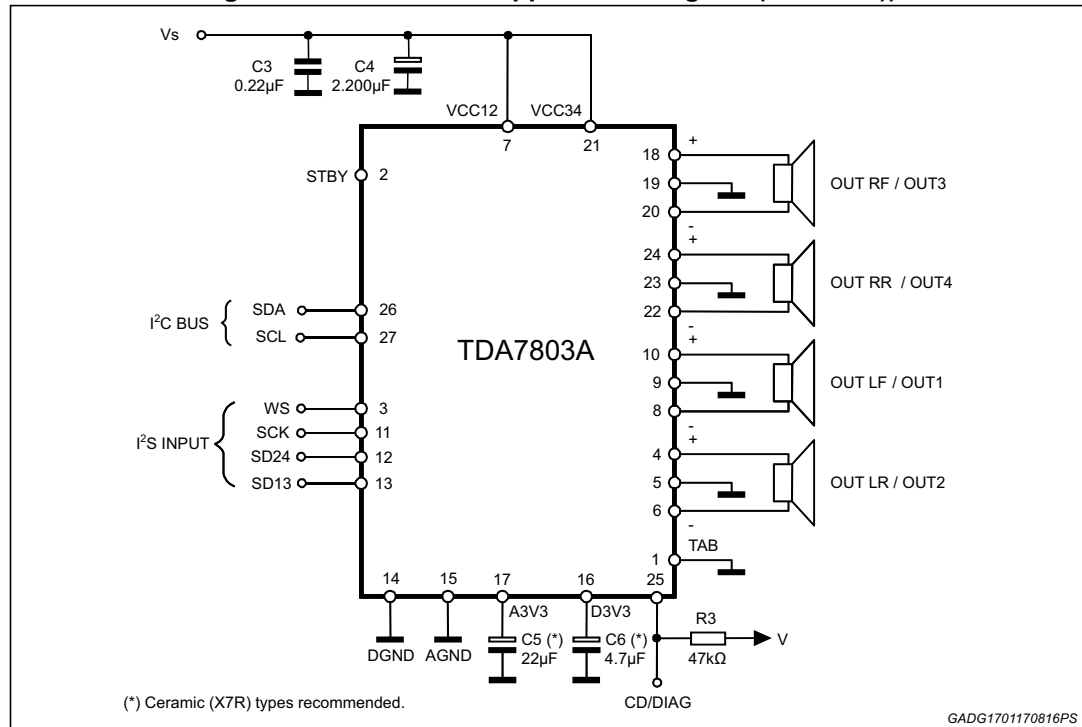 Vs
C3
0.22µF
C4
2.200µF
VCC12
VCC34
7
21
STBY
2
18
+
19
OUT RF / OUT3
20
-
+
24
23
OUT RR / OUT4
22
-
I²C BUS
SDA
26
SCL
27
TDA7803A
+
10
9
OUT LF / OUT1
8
-
I²S INPUT
WS
3
SCK
11
SD24
12
SD13
13
+
4
5
OUT LR / OUT2
6
-
TAB
1
14
15
17
16
25
A3V3
D3V3
DGND
AGND
C5 (*)
22µF
C6 (*)
4.7µF
R3
47kΩ
V
CD/DIAG
(*) Ceramic (X7R) types recommended.
GADG1701170816PS